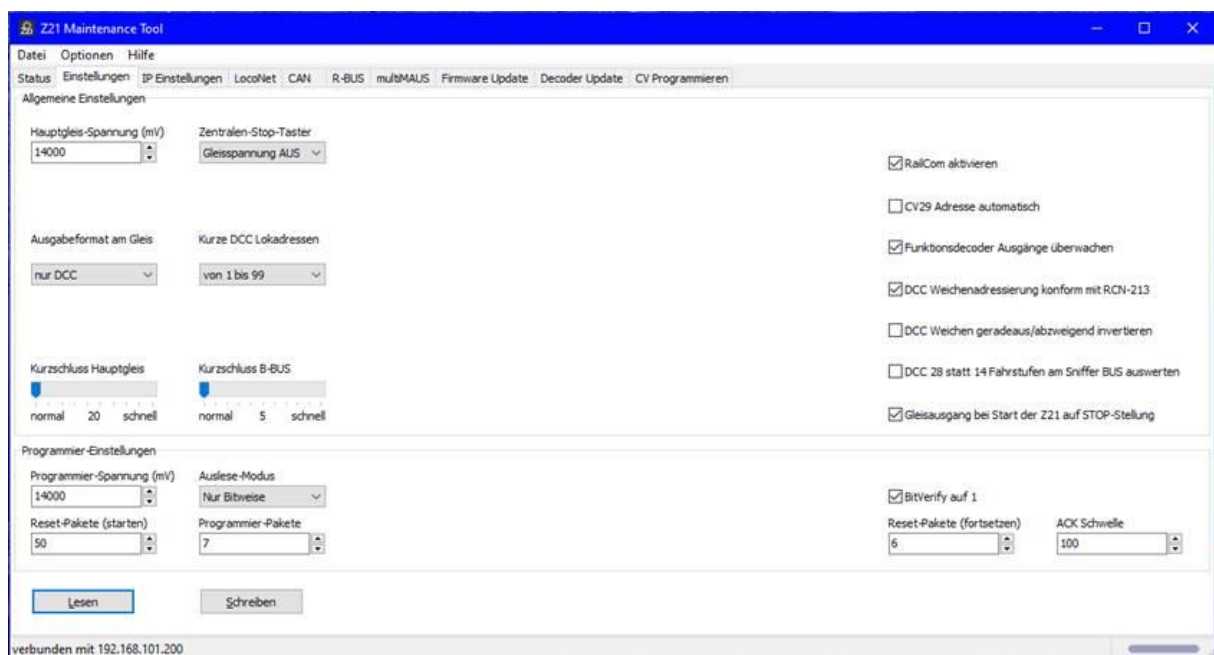 Z21 Maintenance Tool
Datei Optionen Hilfe
Status Einstellungen IP Einstellungen LocoNet CAN R-BUS multiMAUS Firmware Update Decoder Update CV Programmieren
Allgemeine Einstellungen
Hauptgleis-Spannung (mV) Zentralen-Stop-Taster
14000 Gleisspannung AUS
RailCom aktivieren
CV29 Adresse automatisch
Ausgabeformat am Gleis Kurze DCC Lokadressen
Funktionsdecoder Ausgänge überwachen
nur DCC von 1 bis 99
DCC Weichenadressierung konform mit RCN-213
DCC Weichen geradeaus/abzweigend invertieren
Kurzschluss Hauptgleis Kurzschluss B-BUS
DCC 28 statt 14 Fahrstufen am Sniffer BUS auswerten
normal 20 schnell normal 5 schnell
Gleisausgang bei Start der Z21 auf STOP-Stellung
Programmier-Einstellungen
Programmier-Spannung (mV) Auslese-Modus
14000 Nur Bitweise
BitVerify auf 1
Reset-Pakete (starten) Programmier-Pakete Reset-Pakete (fortsetzen) ACK Schwelle
50 7 6 100
Lesen Schreiben
verbunden mit 192.168.101.200